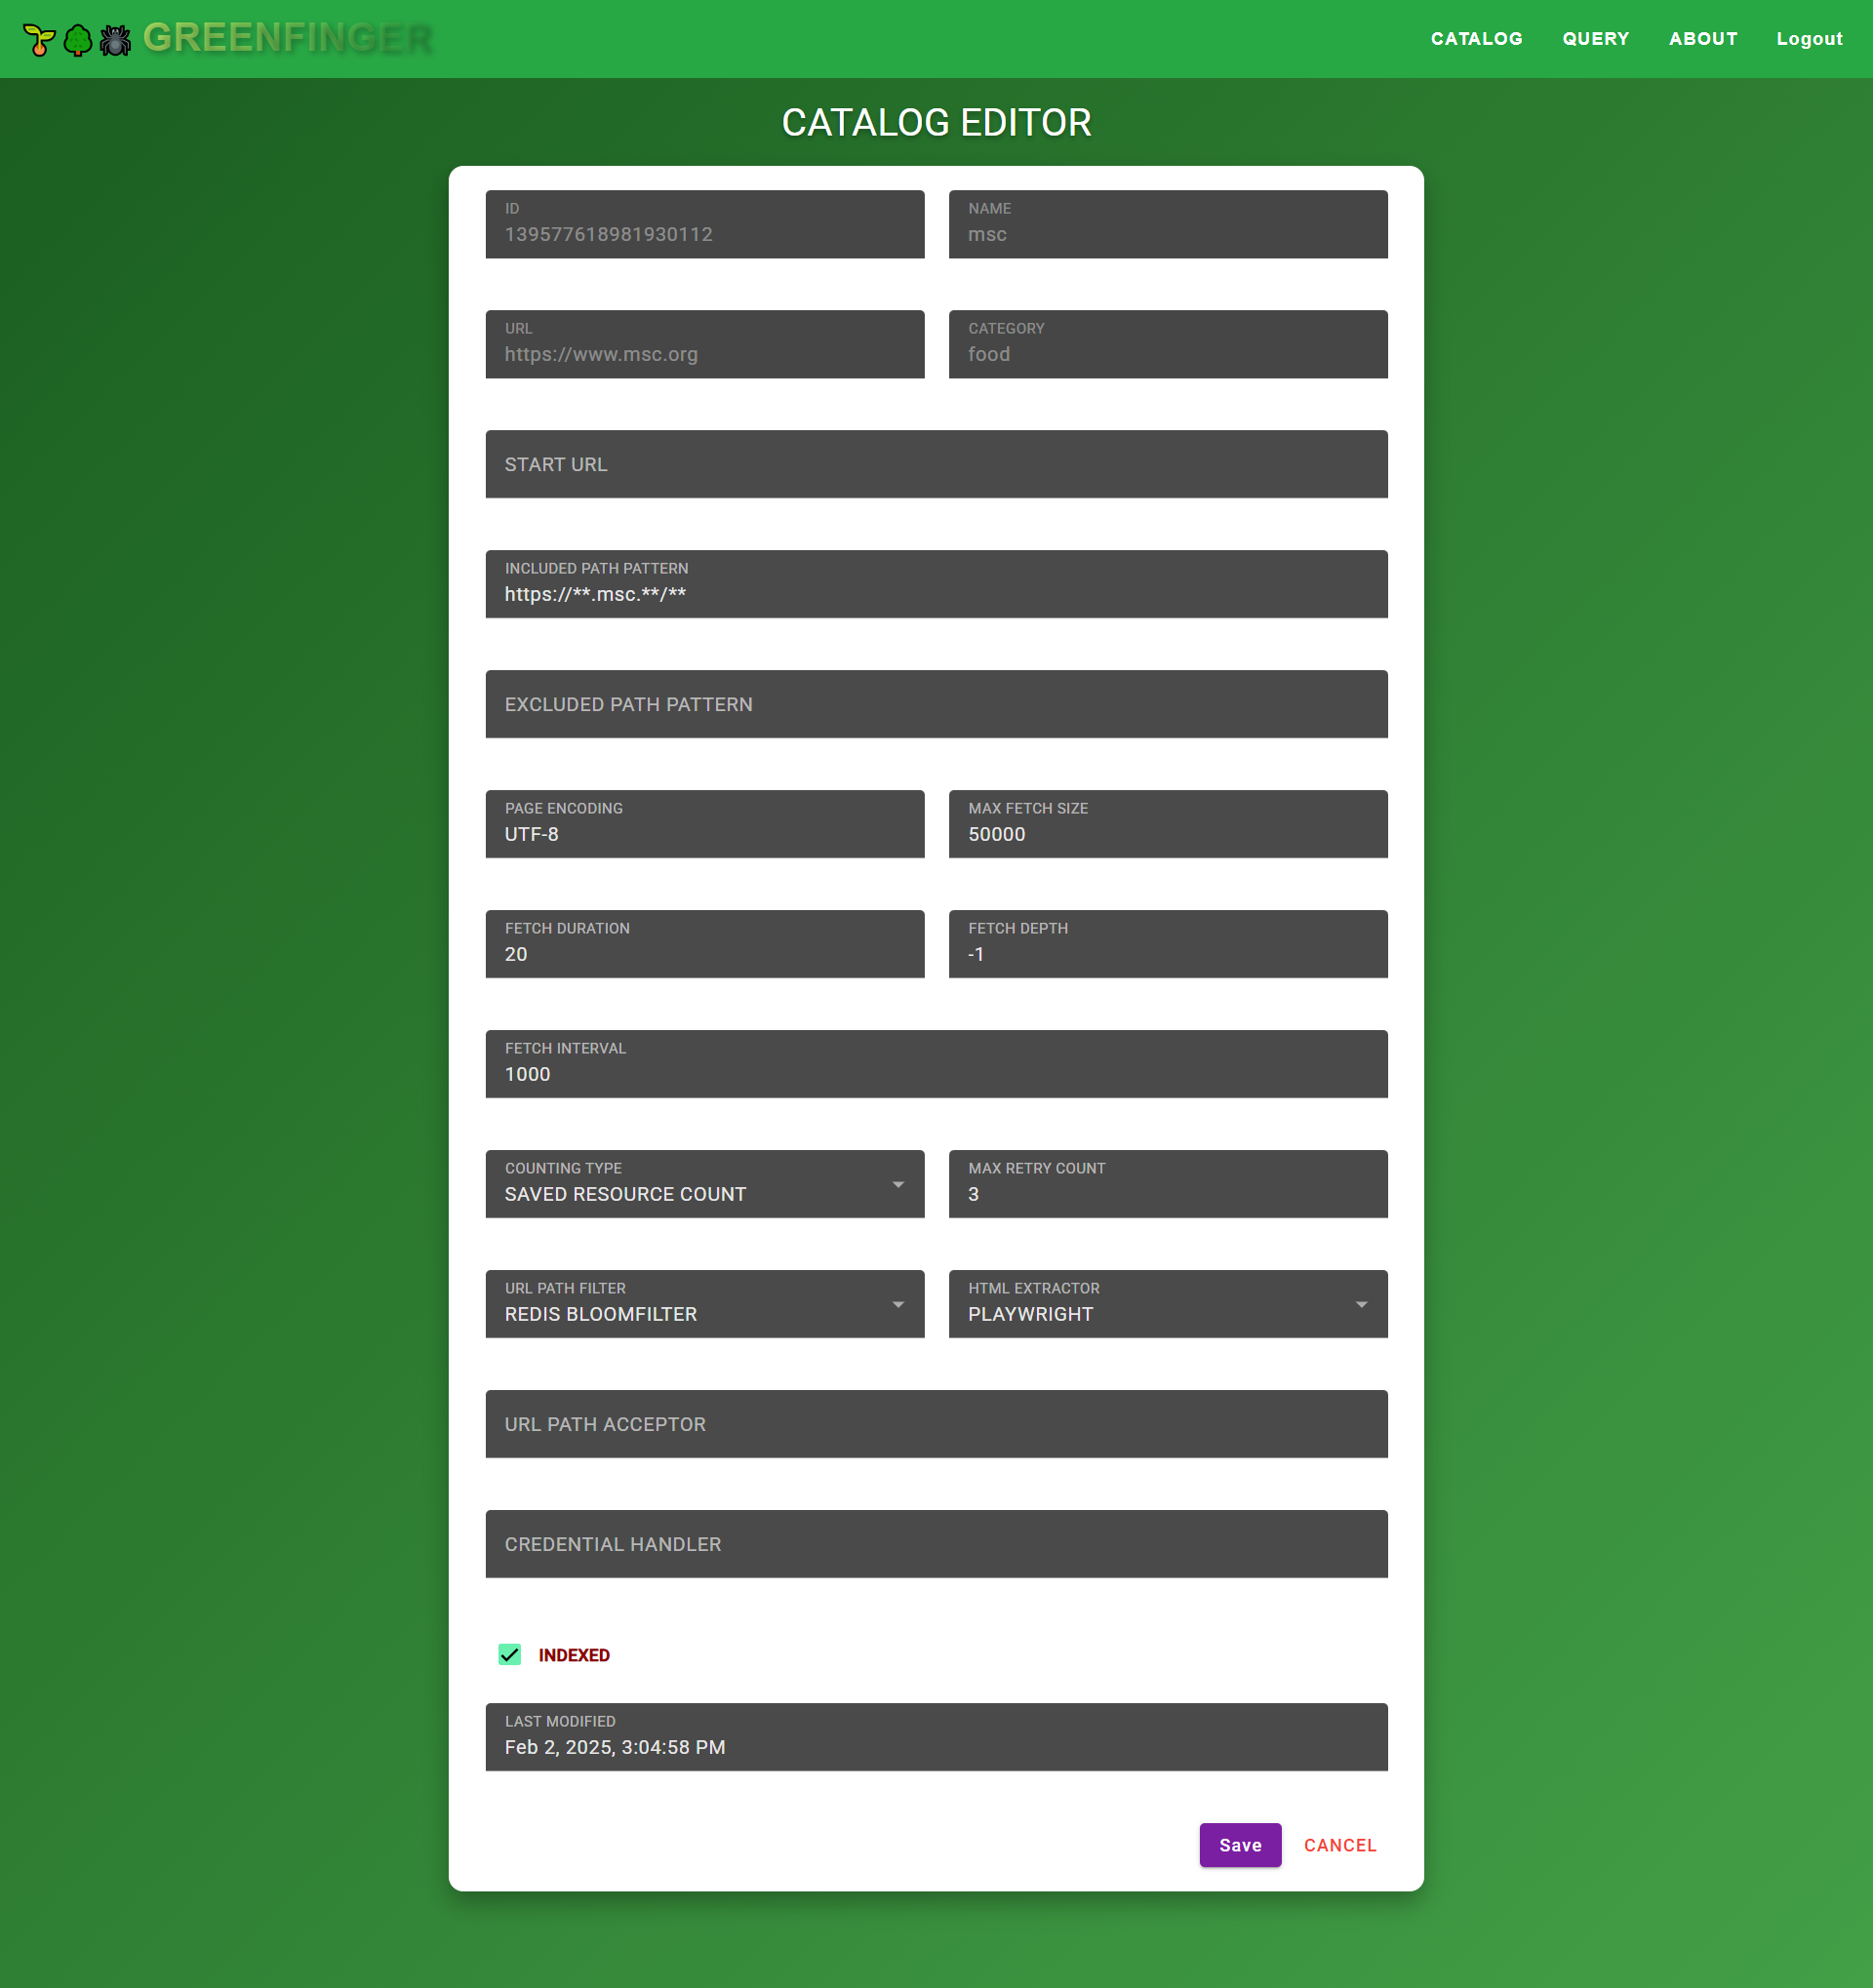 GREENFINGER
CATALOG QUERY ABOUT Logout
CATALOG EDITOR
ID
139577618981930112
NAME
msc
URL
https://www.msc.org
CATEGORY
food
START URL
INCLUDED PATH PATTERN
https://**.msc.**/**
EXCLUDED PATH PATTERN
PAGE ENCODING
UTF-8
MAX FETCH SIZE
50000
FETCH DURATION
20
FETCH DEPTH
-1
FETCH INTERVAL
1000
COUNTING TYPE
SAVED RESOURCE COUNT
MAX RETRY COUNT
3
URL PATH FILTER
REDIS BLOOMFILTER
HTML EXTRACTOR
PLAYWRIGHT
URL PATH ACCEPTOR
CREDENTIAL HANDLER
INDEXED
LAST MODIFIED
Feb 2, 2025, 3:04:58 PM
Save CANCEL